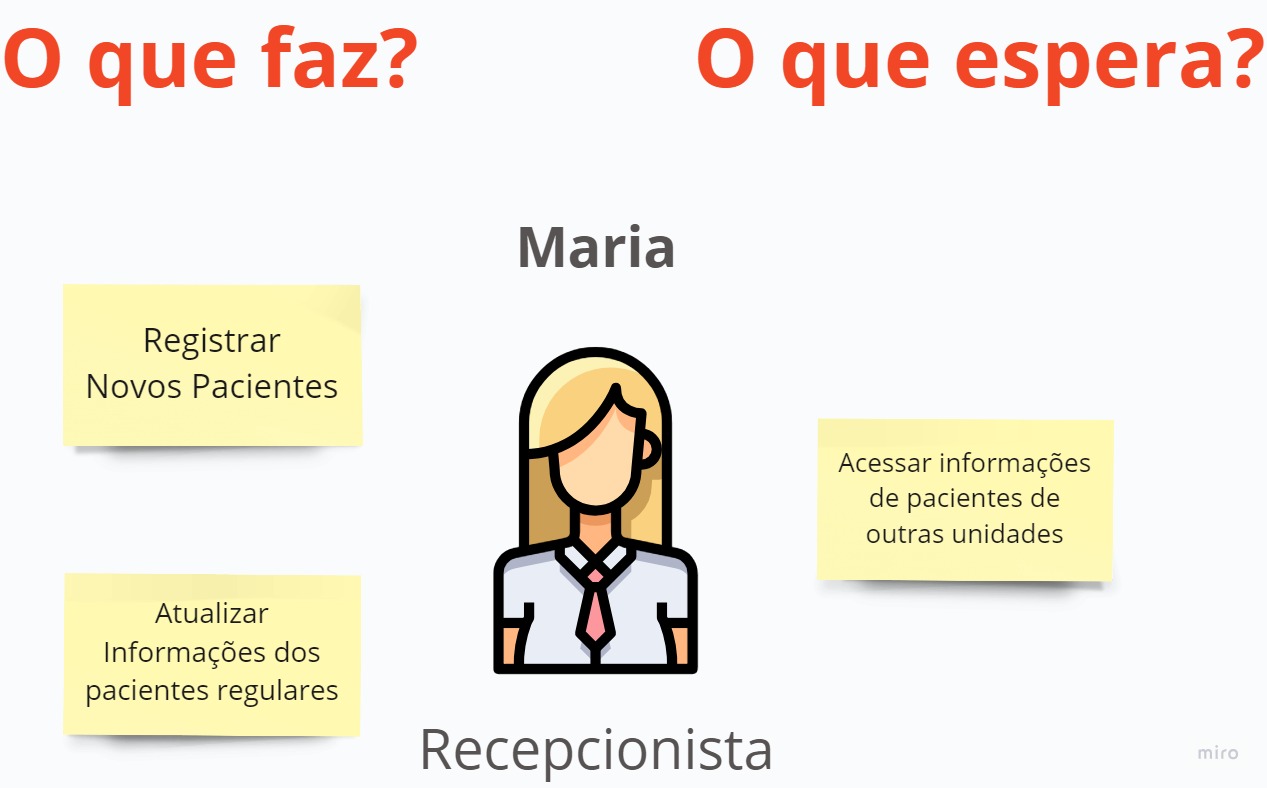 O que faz?
O que espera?
Maria
Registrar
Novos Pacientes
Atualizar
Informações dos
pacientes regulares
Acessar informações
de pacientes de
outras unidades
Recepcionista
miro